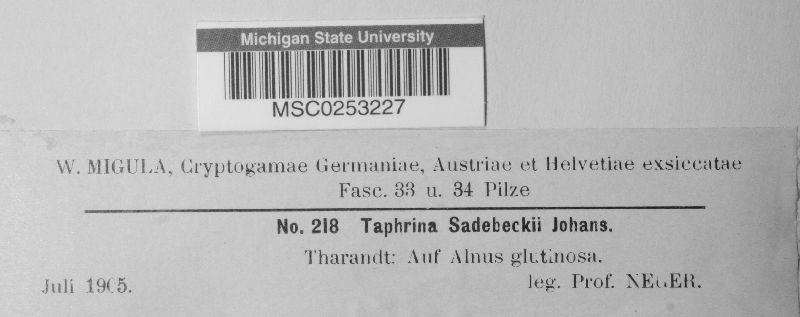 Michigan State University
MSC0253227
W. MIGULA, Cryptogamae Germaniae, Austriae et Helvetiae exsiccatae
Fasc. 33 u. 34 Pilze
No. 218 Taphrina Sadebeckii Johans.
Tharandt: Auf Alnus glutinosa.
Juli 1905.
leg. Prof. NEGER.